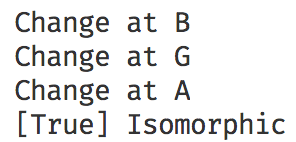 Change at B
Change at G
Change at A
[True] Isomorphic